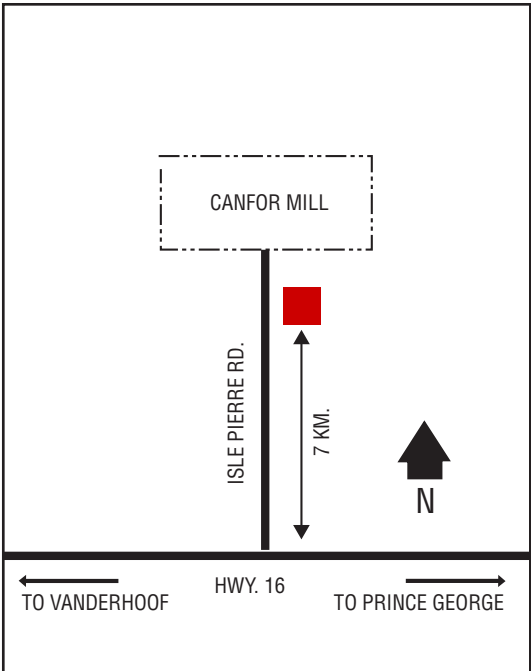 CANFOR MILL
ISLE PIERRE RD.
7 KM.
N
HWY. 16
TO VANDERHOOF
TO PRINCE GEORGE